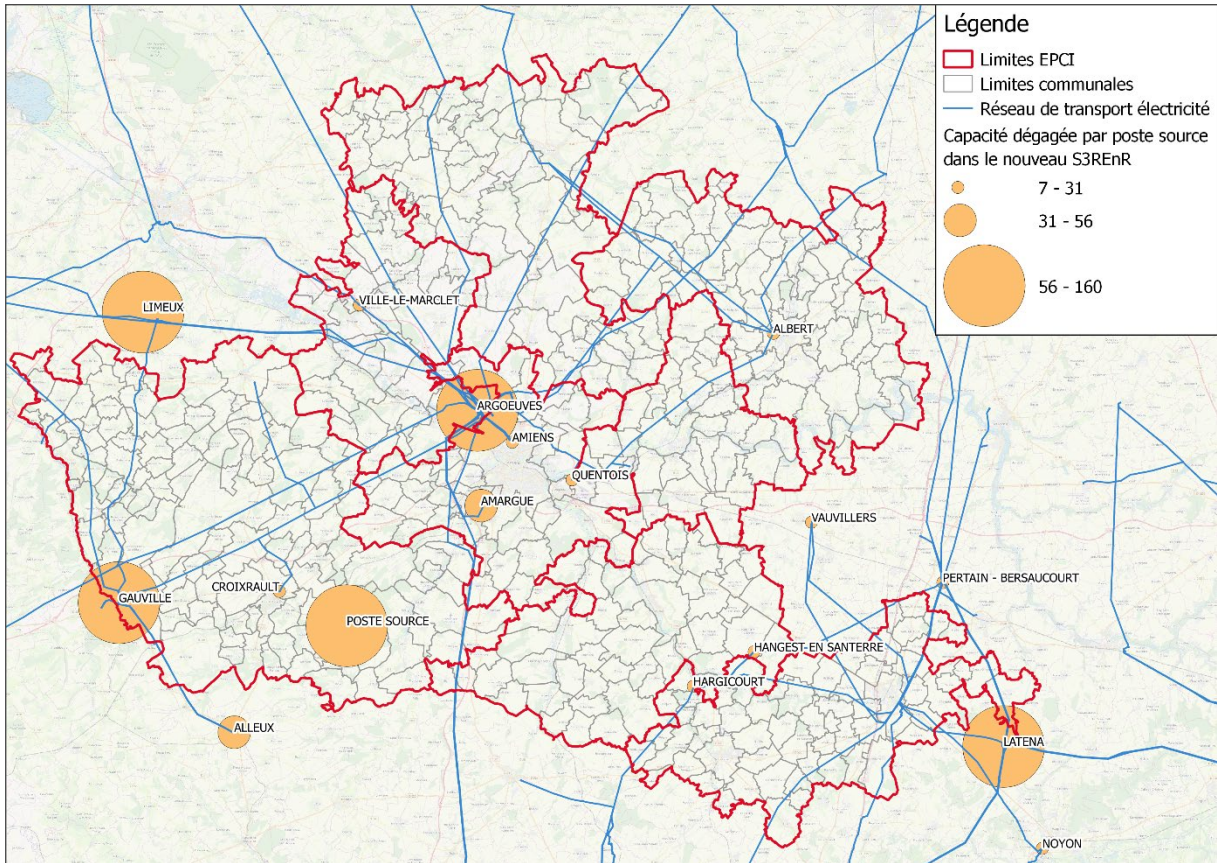 Légende
Limites EPCI
Limites communales
Réseau de transport électricité
Capacité dégagée par poste source
dans le nouveau S3REnR
7 - 31
31 - 56
56 - 160
VILLE-LE-MARCLET
LIMEUX
ALBERT
ARGOEUVES
AMIENS
QUENTOIS
AMARGUE
VAUVILLERS
PERTAIN - BERSAUCOURT
CROIXRAULT
GAUVILLE
POSTE SOURCE
HANGEST-EN SANTERRE
HARGICOURT
ALLEUX
LATENA
NOYON